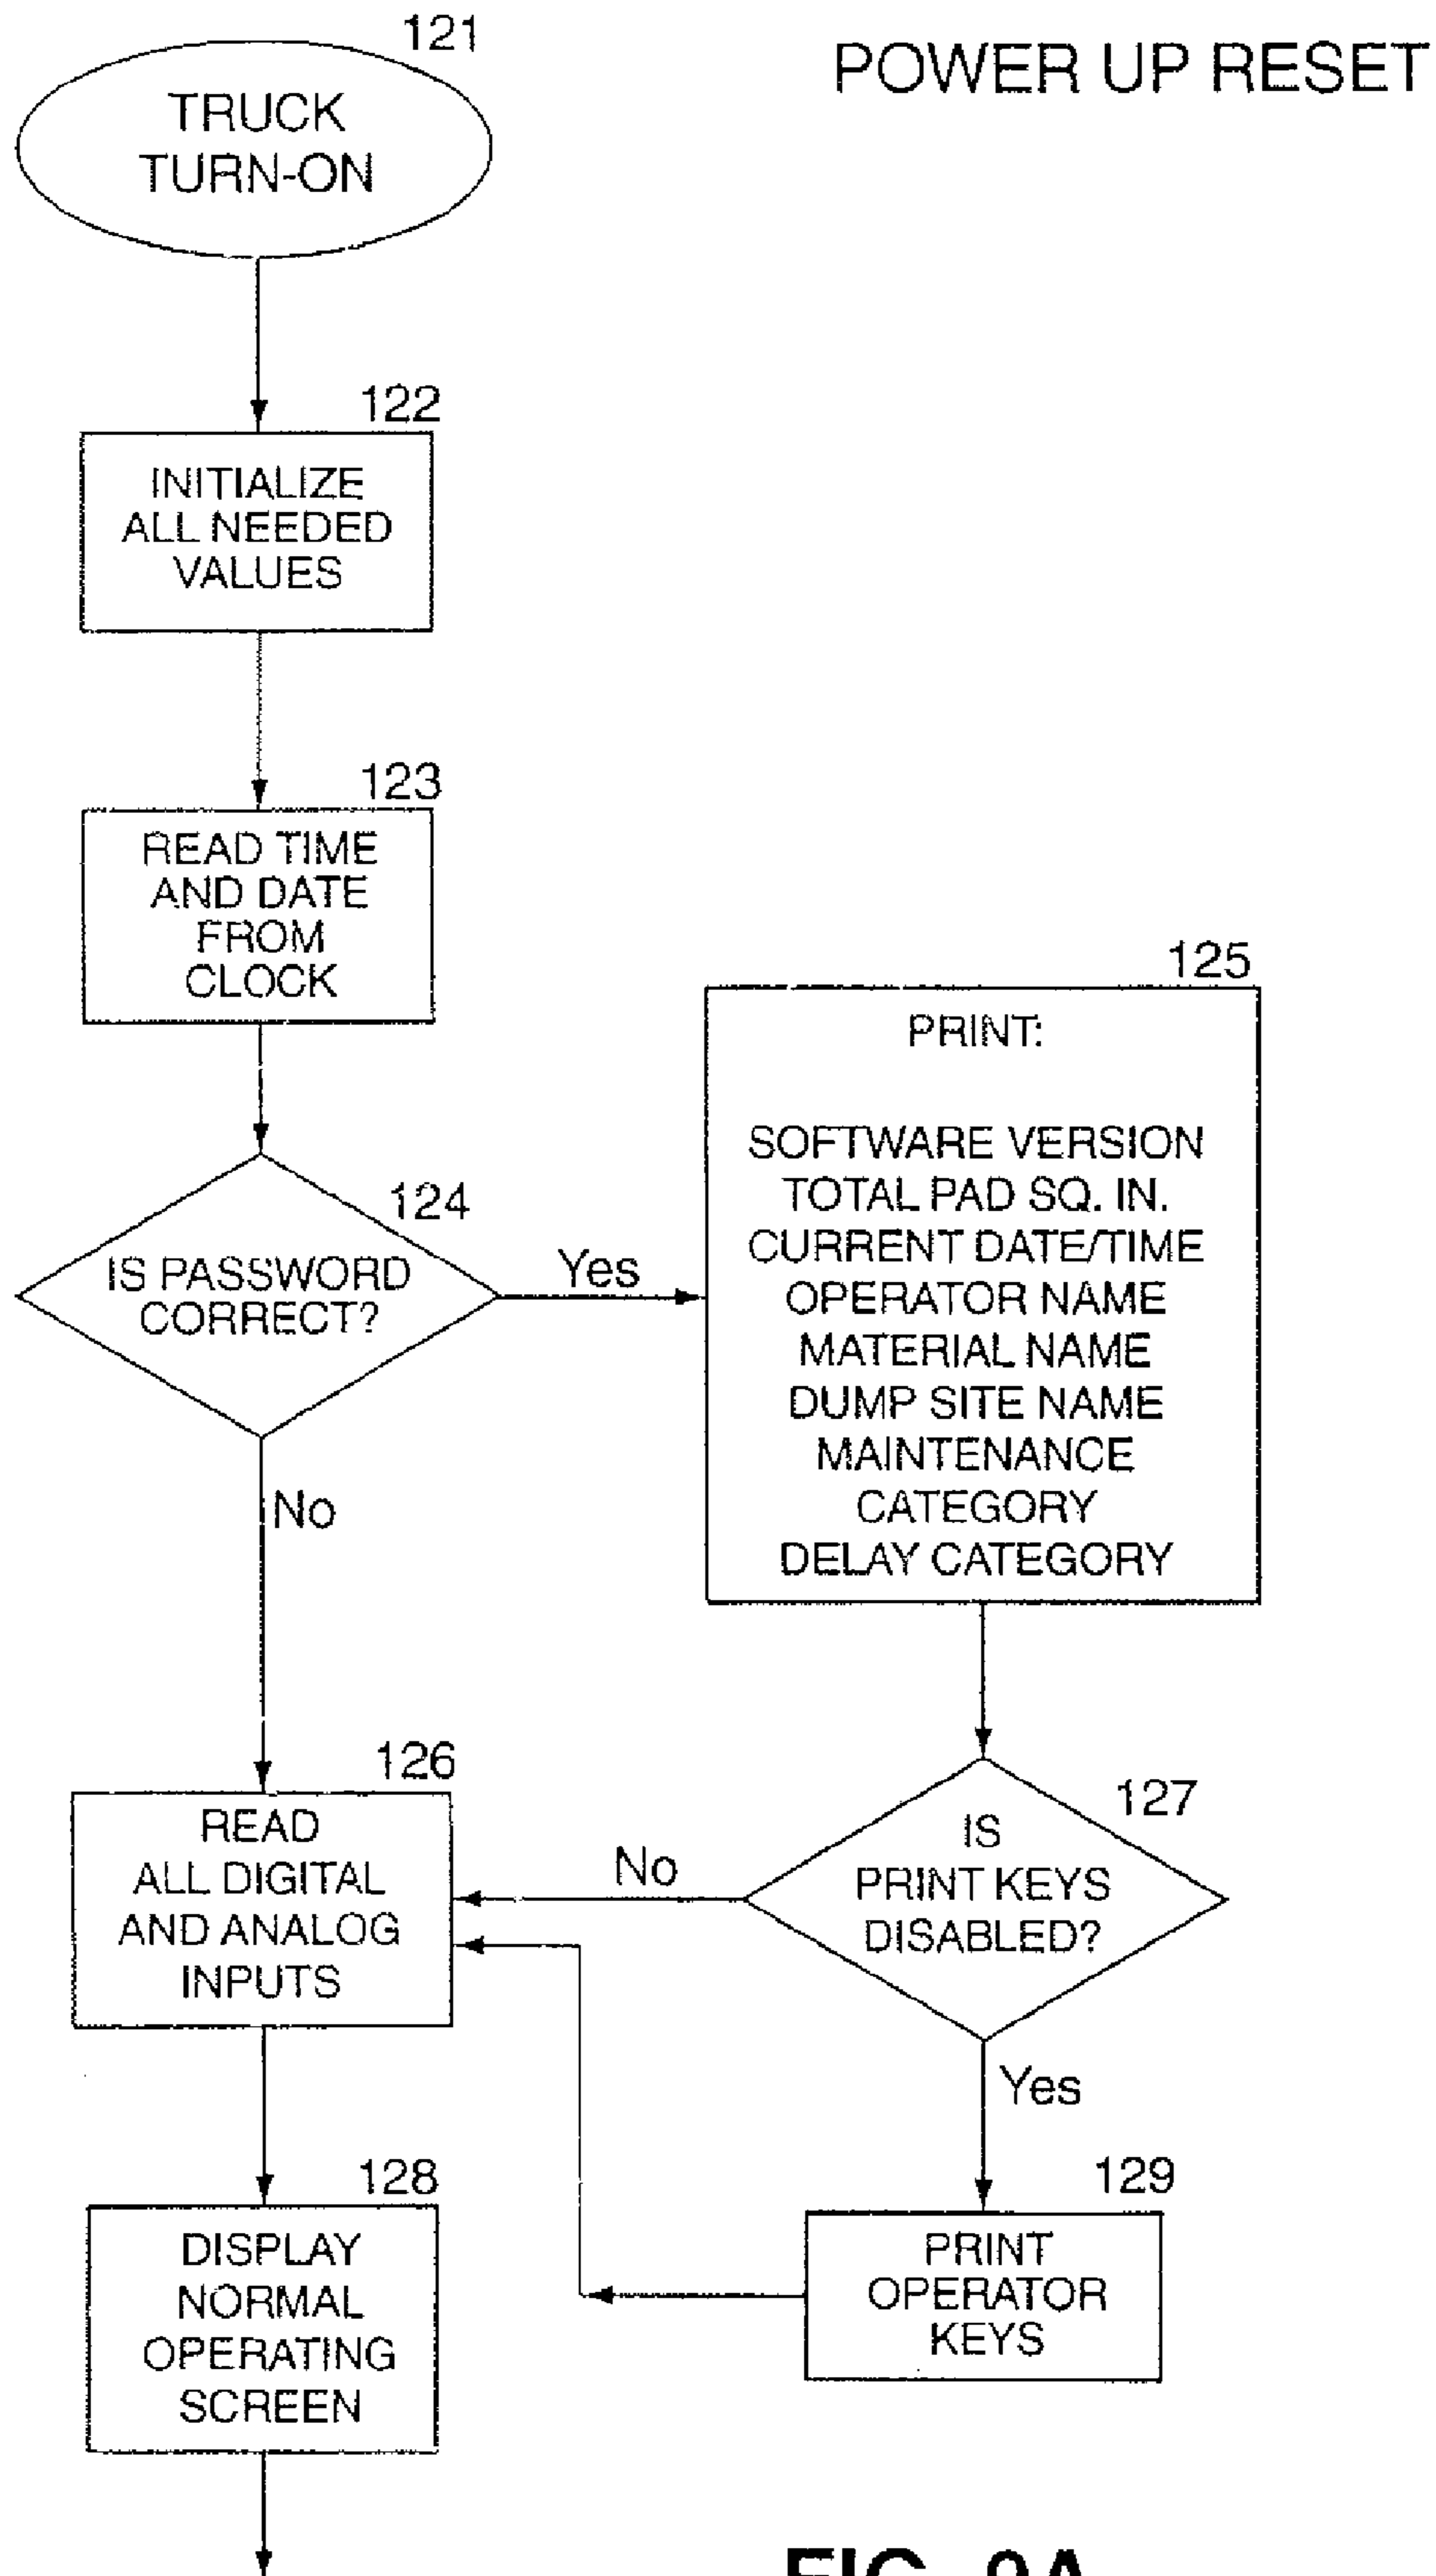 POWER UP RESET
121
TRUCK
TURN-ON
122
INITIALIZE
ALL NEEDED
VALUES
123
READ TIME
AND DATE
FROM
CLOCK
124
IS PASSWORD
CORRECT?
Yes
No
125
PRINT:
SOFTWARE VERSION
TOTAL PAD SQ. IN.
CURRENT DATE/TIME
OPERATOR NAME
MATERIAL NAME
DUMP SITE NAME
MAINTENANCE
CATEGORY
DELAY CATEGORY
126
READ
ALL DIGITAL
AND ANALOG
INPUTS
127
IS
PRINT KEYS
DISABLED?
No
Yes
128
DISPLAY
NORMAL
OPERATING
SCREEN
129
PRINT
OPERATOR
KEYS
FIG. 9A